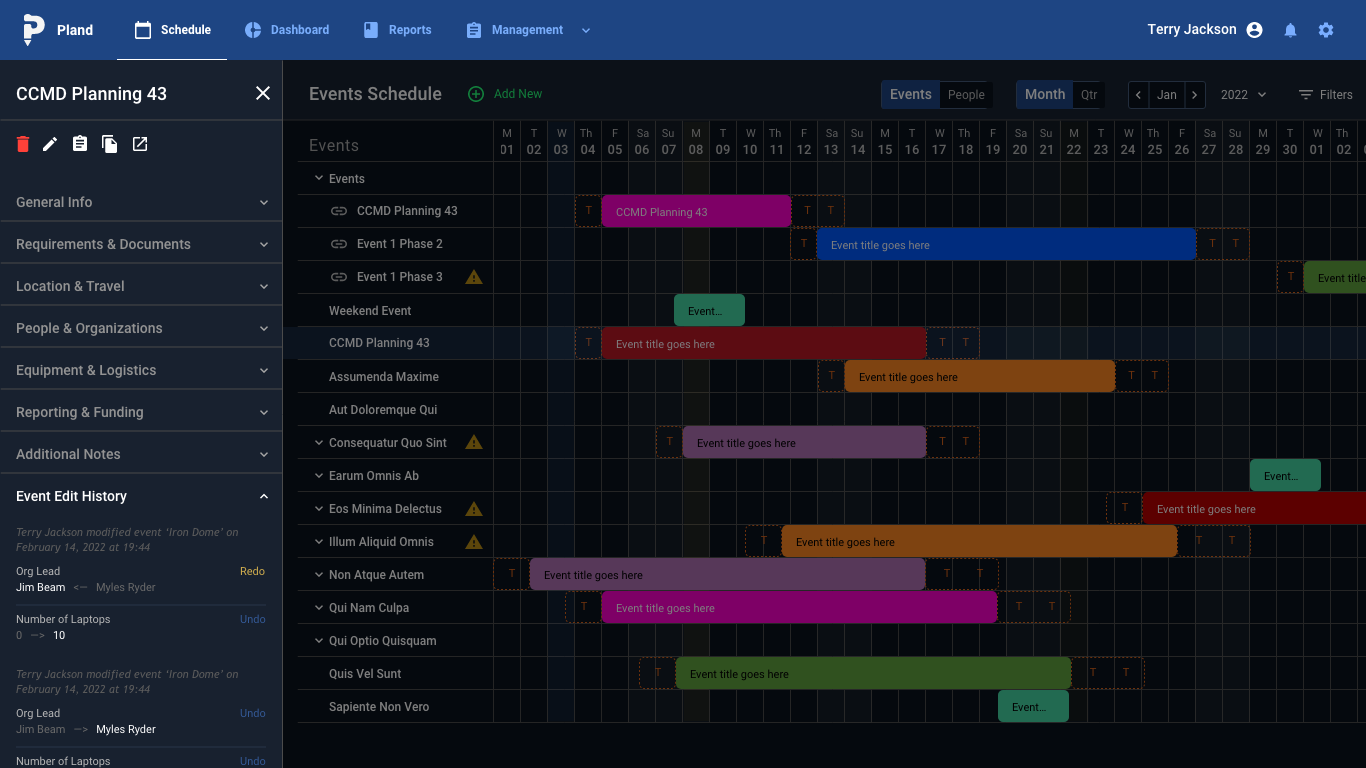 Pland
Schedule
Dashboard
Reports
Management
Terry Jackson
CCMD Planning 43
General Info
Requirements & Documents
Location & Travel
People & Organizations
Equipment & Logistics
Reporting & Funding
Additional Notes
Event Edit History
Terry Jackson modified event ‘Iron Dome’ on
February 14, 2022 at 19:44
Org Lead Redo
Jim Beam <— Myles Ryder
Number of Laptops Undo
0 —> 10
Terry Jackson modified event ‘Iron Dome’ on
February 14, 2022 at 19:44
Org Lead Undo
Jim Beam —> Myles Ryder
Number of Laptops Undo
Events Schedule
Add New
Events People
Month Qtr
< Jan >
2022
Filters
Events
M T W Th F Sa Su M T W Th F Sa Su M T W Th F Sa Su M T W Th F Sa Su M T W Th
01 02 03 04 05 06 07 08 09 10 11 12 13 14 15 16 17 18 19 20 21 22 23 24 25 26 27 28 29 30 01 02
Events
CCMD Planning 43 T CCMD Planning 43 T T
Event 1 Phase 2 T Event title goes here T T
Event 1 Phase 3 T Event title
Weekend Event Event...
CCMD Planning 43 T Event title goes here T T
Assumenda Maxime T Event title goes here T T
Aut Doloremque Qui
Consequatur Quo Sint T Event title goes here T T
Earum Omnis Ab Event...
Eos Minima Delectus T Event title goes here
Illum Aliquid Omnis T Event title goes here T T
Non Atque Autem T Event title goes here T T
Qui Nam Culpa T Event title goes here T T
Qui Optio Quisquam
Quis Vel Sunt T Event title goes here T T
Sapiente Non Vero Event...